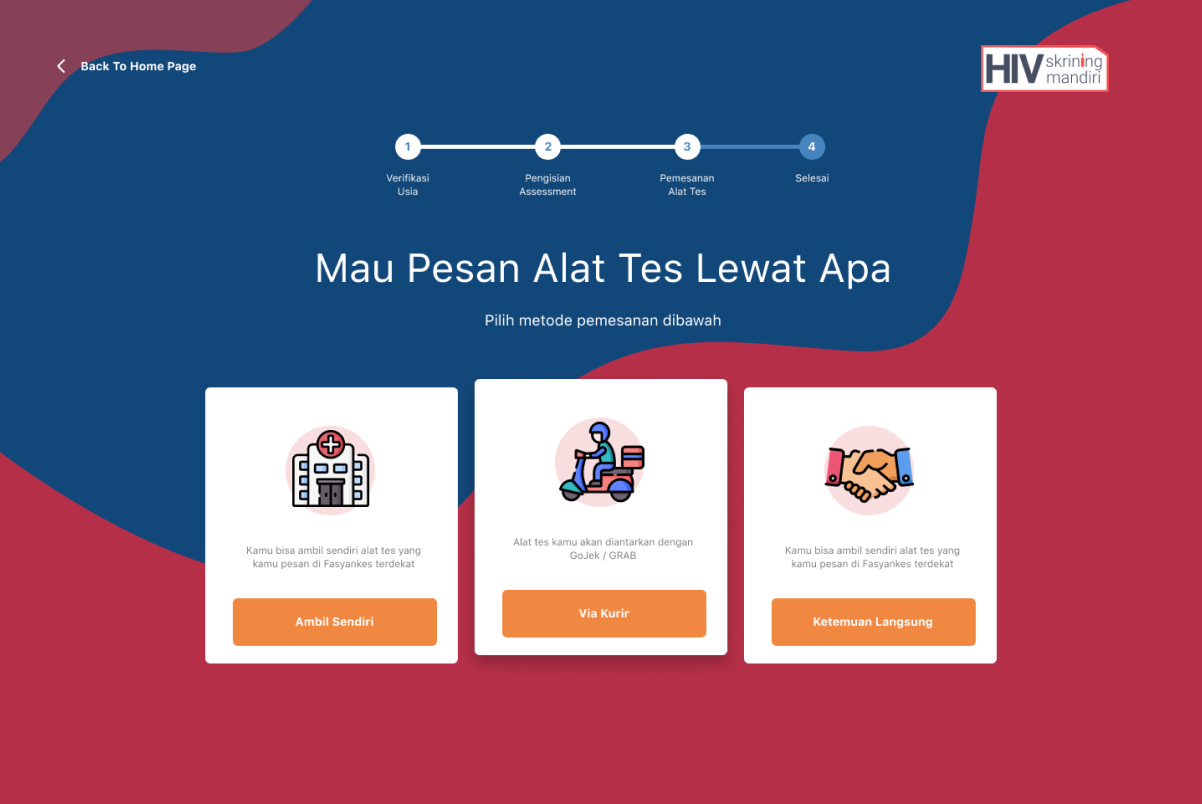 Back To Home Page
HIV skrining
mandiri
1
2
3
4
Verifikasi
Usia
Pengisian
Assessment
Pemesanan
Alat Tes
Selesai
Mau Pesan Alat Tes Lewat Apa
Pilih metode pemesanan dibawah
Kamu bisa ambil sendiri alat tes yang
kamu pesan di Fasyankes terdekat
Ambil Sendiri
Alat tes kamu akan diantarkan dengan
GoJek / GRAB
Via Kurir
Kamu bisa ambil sendiri alat tes yang
kamu pesan di Fasyankes terdekat
Ketemuan Langsung